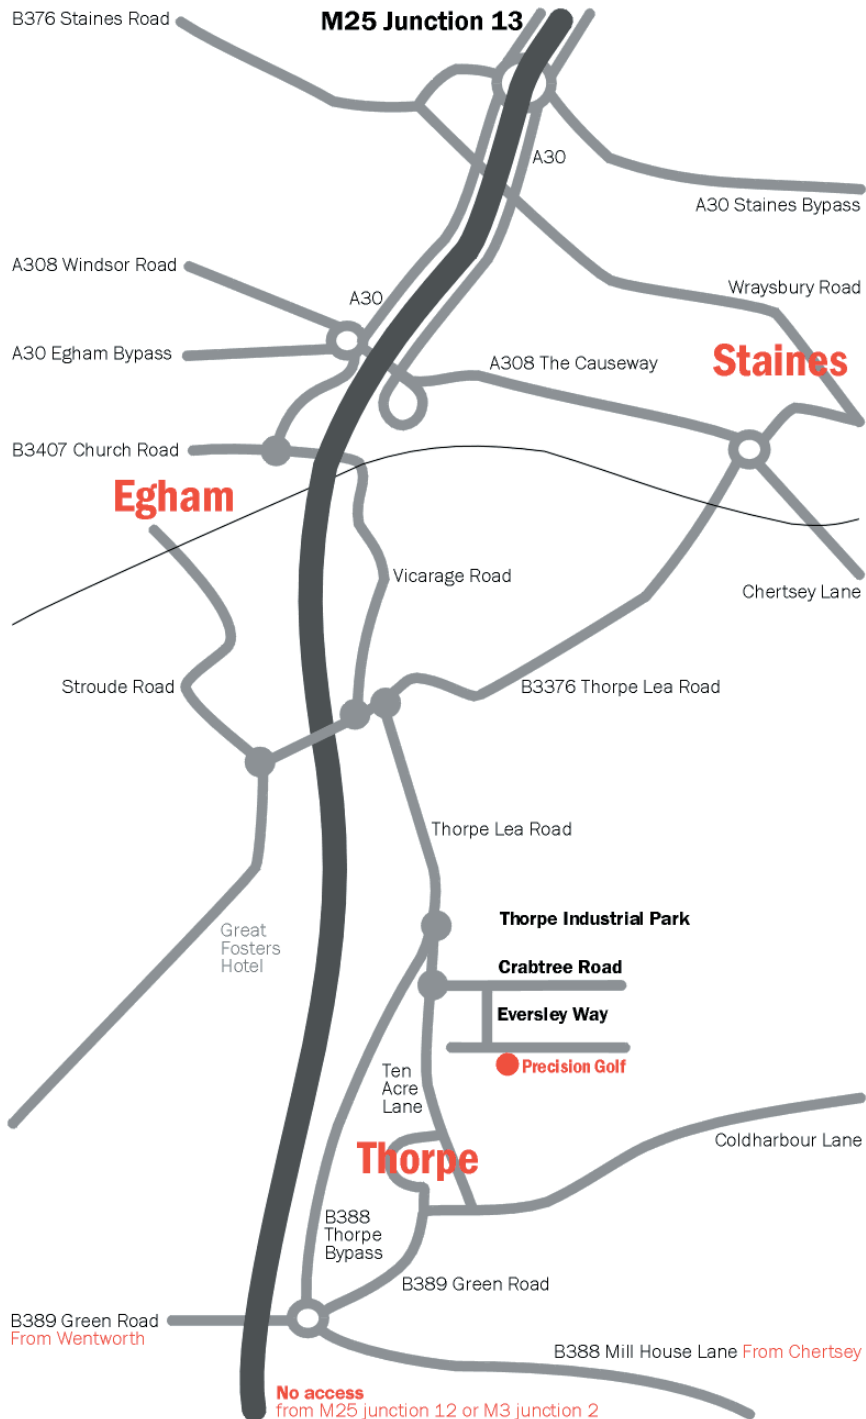 B376 Staines Road
M25 Junction 13
A30
A30 Staines Bypass
A308 Windsor Road
Wraysbury Road
A30
A30 Egham Bypass
A308 The Causeway
Staines
B3407 Church Road
Egham
Vicarage Road
Chertsey Lane
Stroude Road
B3376 Thorpe Lea Road
Thorpe Lea Road
Thorpe Industrial Park
Great
Fosters
Hotel
Crabtree Road
Eversley Way
Precision Golf
Ten
Acre
Lane
Coldharbour Lane
Thorpe
B388
Thorpe
Bypass
B389 Green Road
B389 Green Road
From Wentworth
B388 Mill House Lane From Chertsey
No access
from M25 junction 12 or M3 junction 2